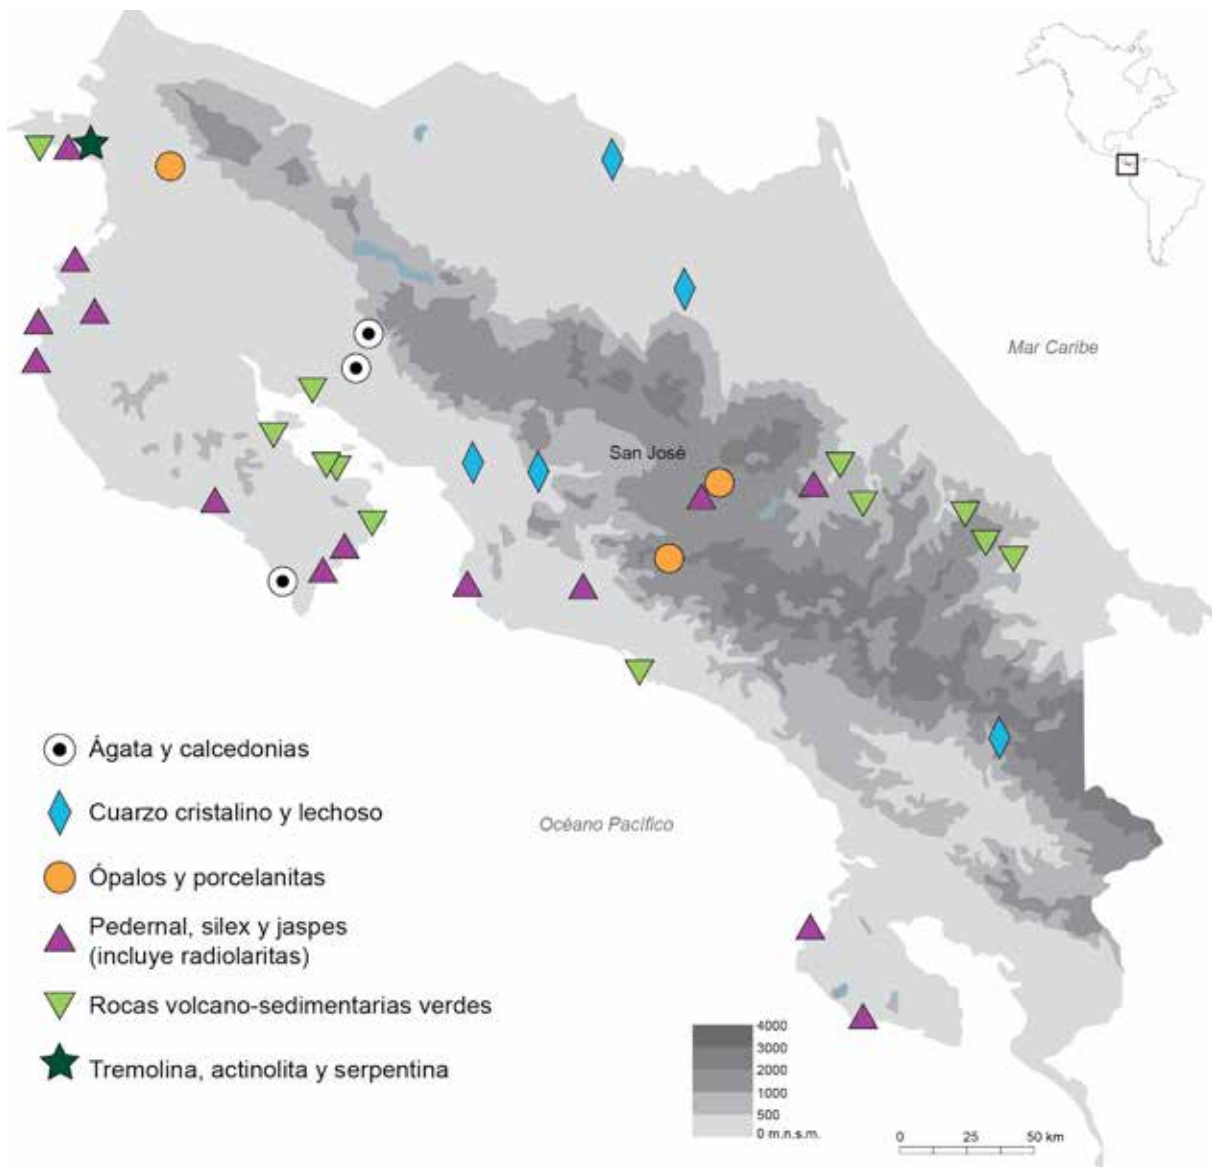 Mar Caribe
San José
Ágata y calcedonias
Cuarzo cristalino y lechoso
Océano Pacífico
Ópalos y porcelanitas
Pedernal, silex y jaspes
(incluye radiolaritas)
Rocas volcano-sedimentarias verdes
Tremolina, actinolita y serpentina
4000
3000
2000
1000
500
0 m.n.s.m.
0 25 50 km